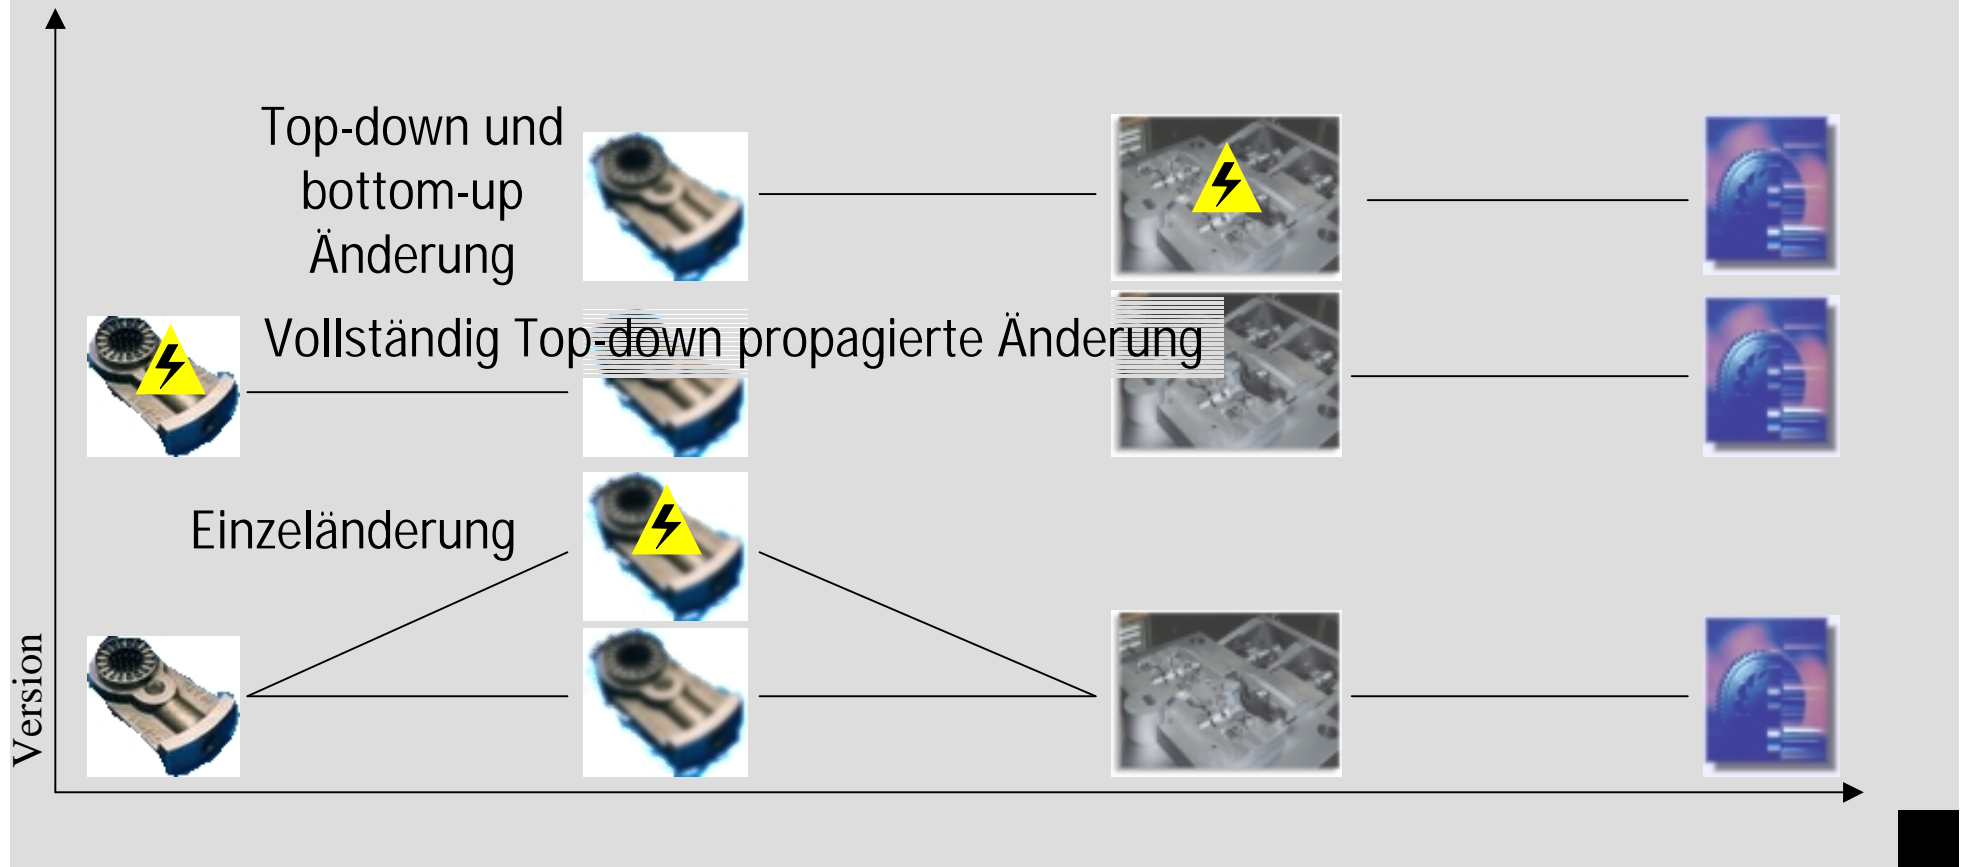 Top-down und
bottom-up
Änderung
Vollständig Top-down propagierte Änderung
Einzeländerung
Version